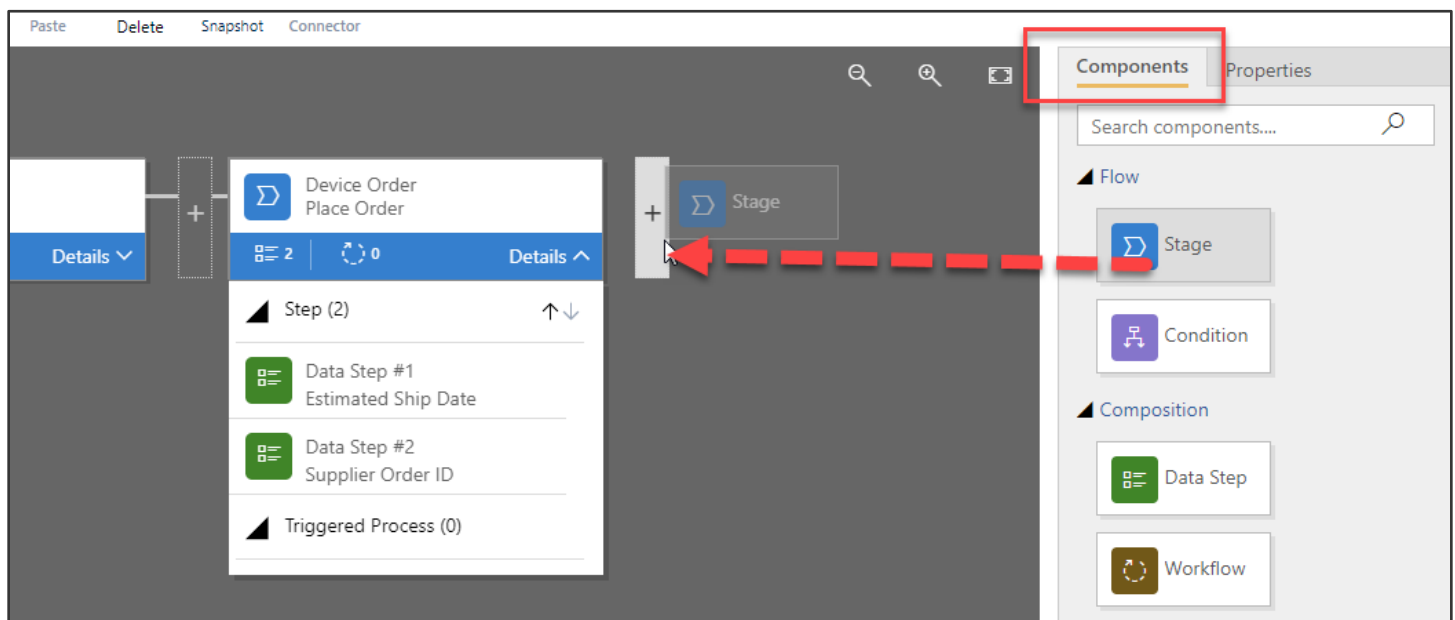 Paste Delete Snapshot Connector
Components Properties
Search components....
Flow
Stage
Condition
Composition
Data Step
Workflow
Details
+
Device Order
Place Order
2 0 Details
Step (2)
Data Step #1
Estimated Ship Date
Data Step #2
Supplier Order ID
Triggered Process (0)
+
Stage